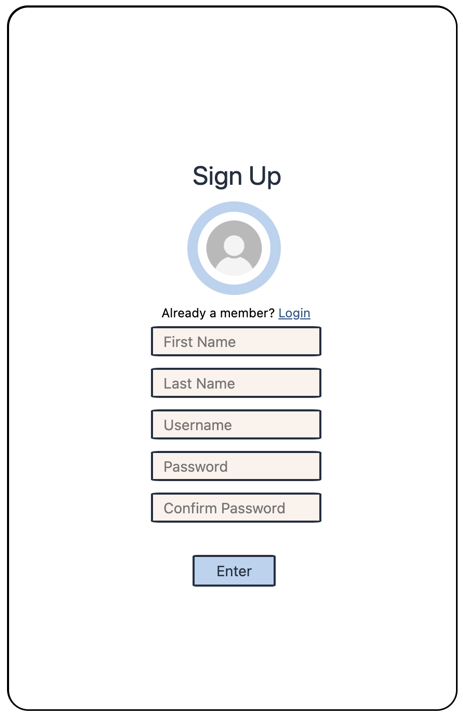 Sign Up
Already a member? Login
First Name
Last Name
Username
Password
Confirm Password
Enter